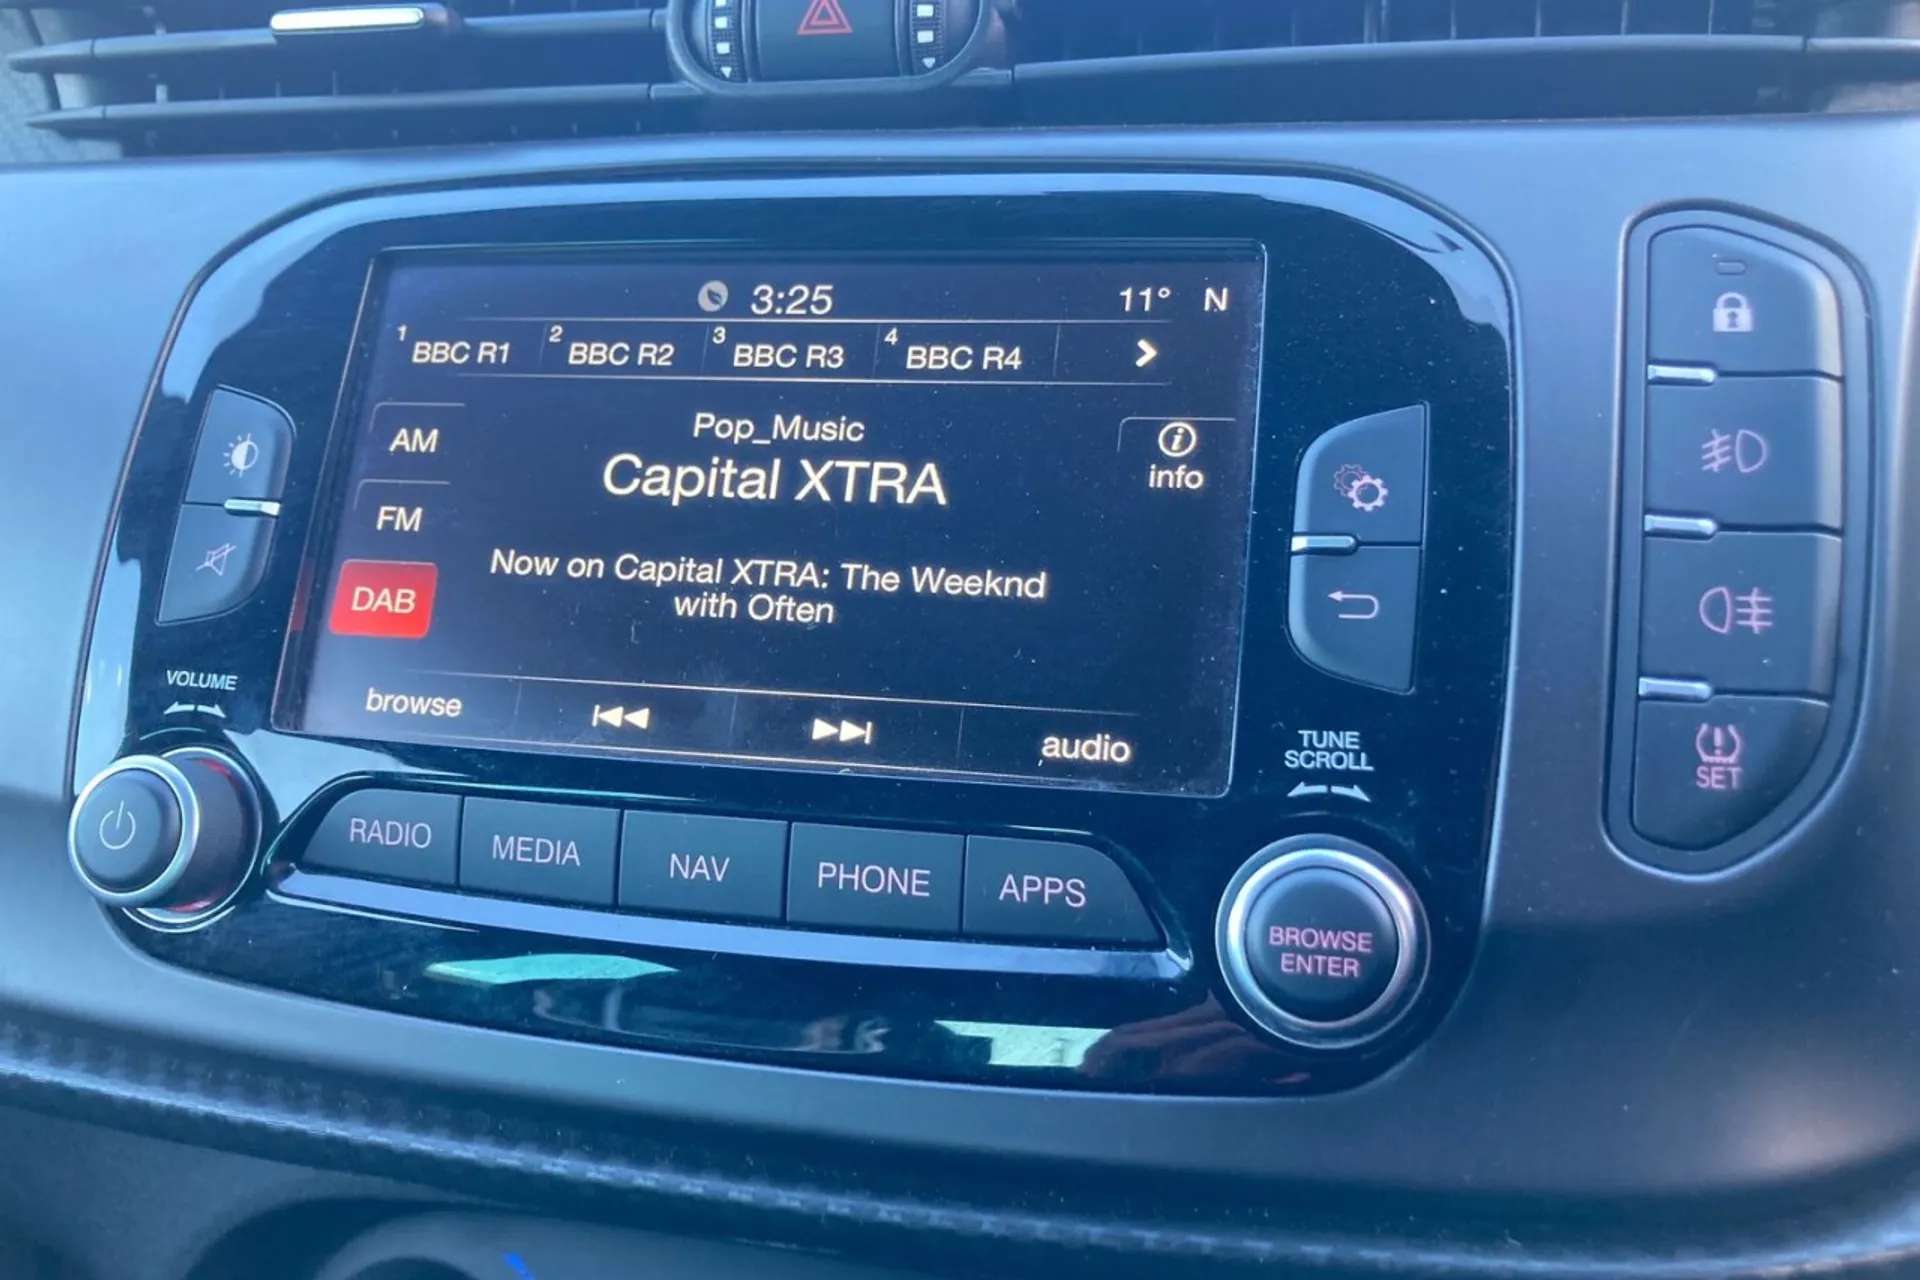 3:25 11° N
1 BBC R1 2 BBC R2 3 BBC R3 4 BBC R4
Pop_Music
AM Capital XTRA info
FM
Now on Capital XTRA: The Weeknd
DAB with Often
browse audio
VOLUME
TUNE
SCROLL
RADIO MEDIA NAV PHONE APPS
BROWSE
ENTER
SET